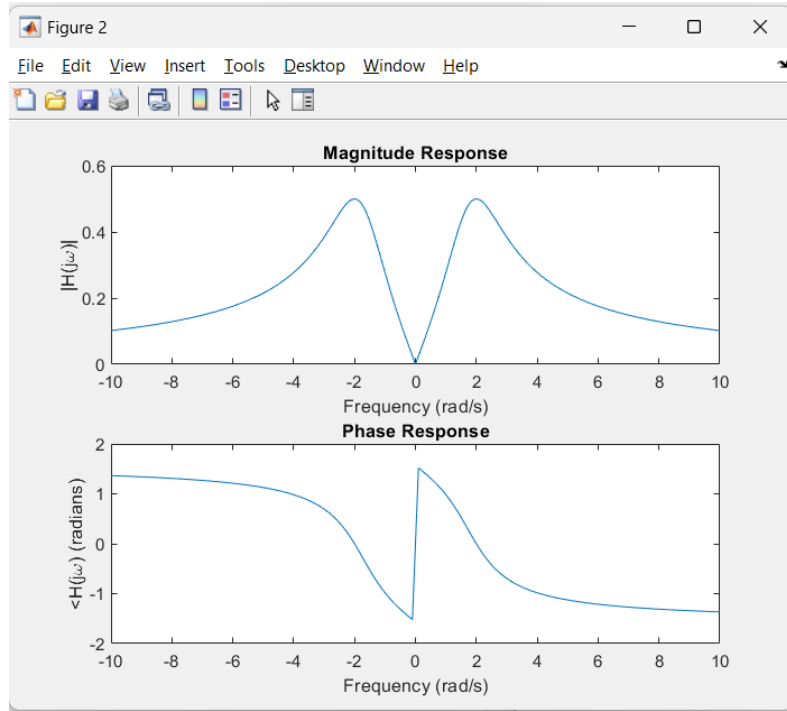 Figure 2
File Edit View Insert Tools Desktop Window Help
Magnitude Response
0.6
0.4
0.2
0
|H(jω)|
-10 -8 -6 -4 -2 0 2 4 6 8 10
Frequency (rad/s)
Phase Response
2
1
0
-1
-2
<H(jω) (radians)
-10 -8 -6 -4 -2 0 2 4 6 8 10
Frequency (rad/s)